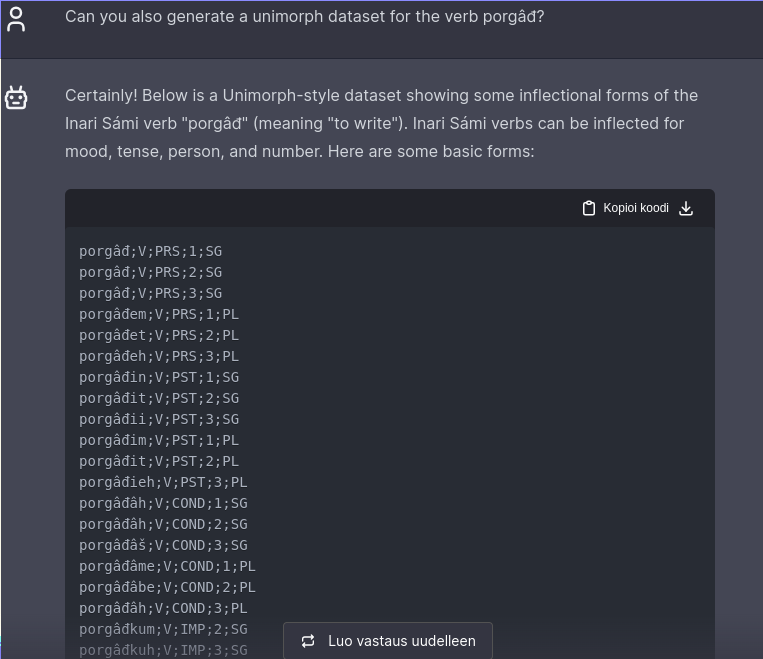 Can you also generate a unimorph dataset for the verb porgâđ?
Certainly! Below is a Unimorph-style dataset showing some inflectional forms of the
Inari Sámi verb "porgâđ" (meaning "to write"). Inari Sámi verbs can be inflected for
mood, tense, person, and number. Here are some basic forms:
Kopioi koodi
porgâđ;V;PRS;1;SG
porgâđ;V;PRS;2;SG
porgâđ;V;PRS;3;SG
porgâđem;V;PRS;1;PL
porgâđet;V;PRS;2;PL
porgâđeh;V;PRS;3;PL
porgâđin;V;PST;1;SG
porgâđit;V;PST;2;SG
porgâđii;V;PST;3;SG
porgâđim;V;PST;1;PL
porgâđit;V;PST;2;PL
porgâđieh;V;PST;3;PL
porgâđâh;V;COND;1;SG
porgâđâh;V;COND;2;SG
porgâđâš;V;COND;3;SG
porgâđâme;V;COND;1;PL
porgâđâbe;V;COND;2;PL
porgâđâh;V;COND;3;PL
porgâđkum;V;IMP;2;SG
Luo vastaus uudelleen
porgâđkuh;V;IMP;3;SG